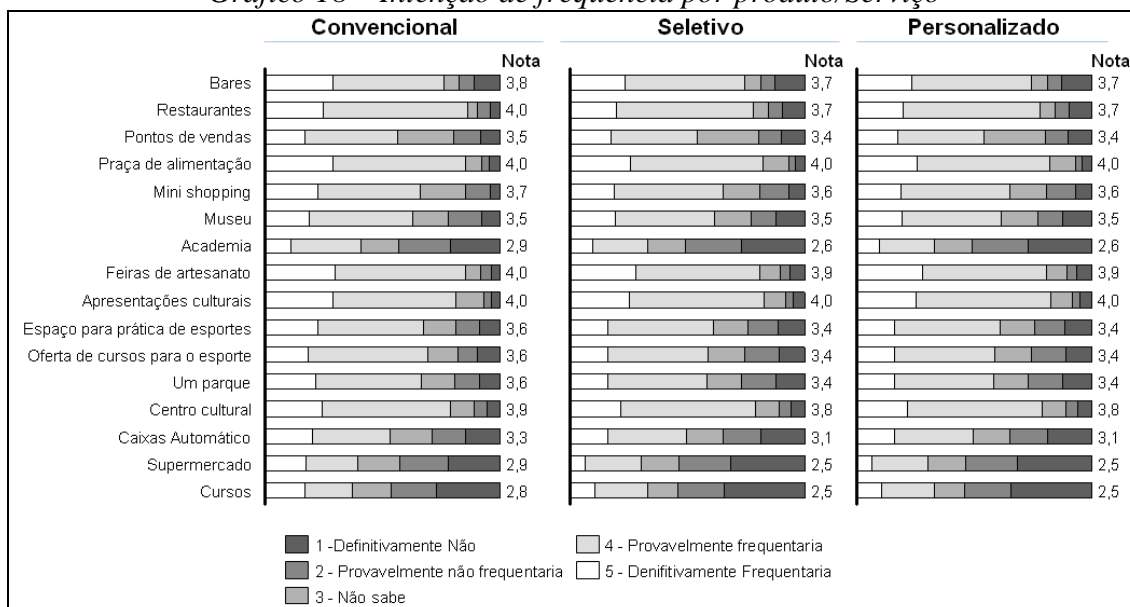 Gráfico 18 – Intenção de frequência por produto/serviço
Convencional Seletivo Personalizado
Nota Nota Nota
Bares 3,8 3,7 3,7
Restaurantes 4,0 3,7 3,7
Pontos de vendas 3,5 3,4 3,4
Praça de alimentação 4,0 4,0 4,0
Mini shopping 3,7 3,6 3,6
Museu 3,5 3,5 3,5
Academia 2,9 2,6 2,6
Feiras de artesanato 4,0 3,9 3,9
Apresentações culturais 4,0 4,0 4,0
Espaço para prática de esportes 3,6 3,4 3,4
Oferta de cursos para o esporte 3,6 3,4 3,4
Um parque 3,6 3,4 3,4
Centro cultural 3,9 3,8 3,8
Caixas Automático 3,3 3,1 3,1
Supermercado 2,9 2,5 2,5
Cursos 2,8 2,5 2,5
1 -Definitivamente Não 4 - Provavelmente frequentaria
2 - Provavelmente não frequentaria 5 - Denifitivamente Frequentaria
3 - Não sabe